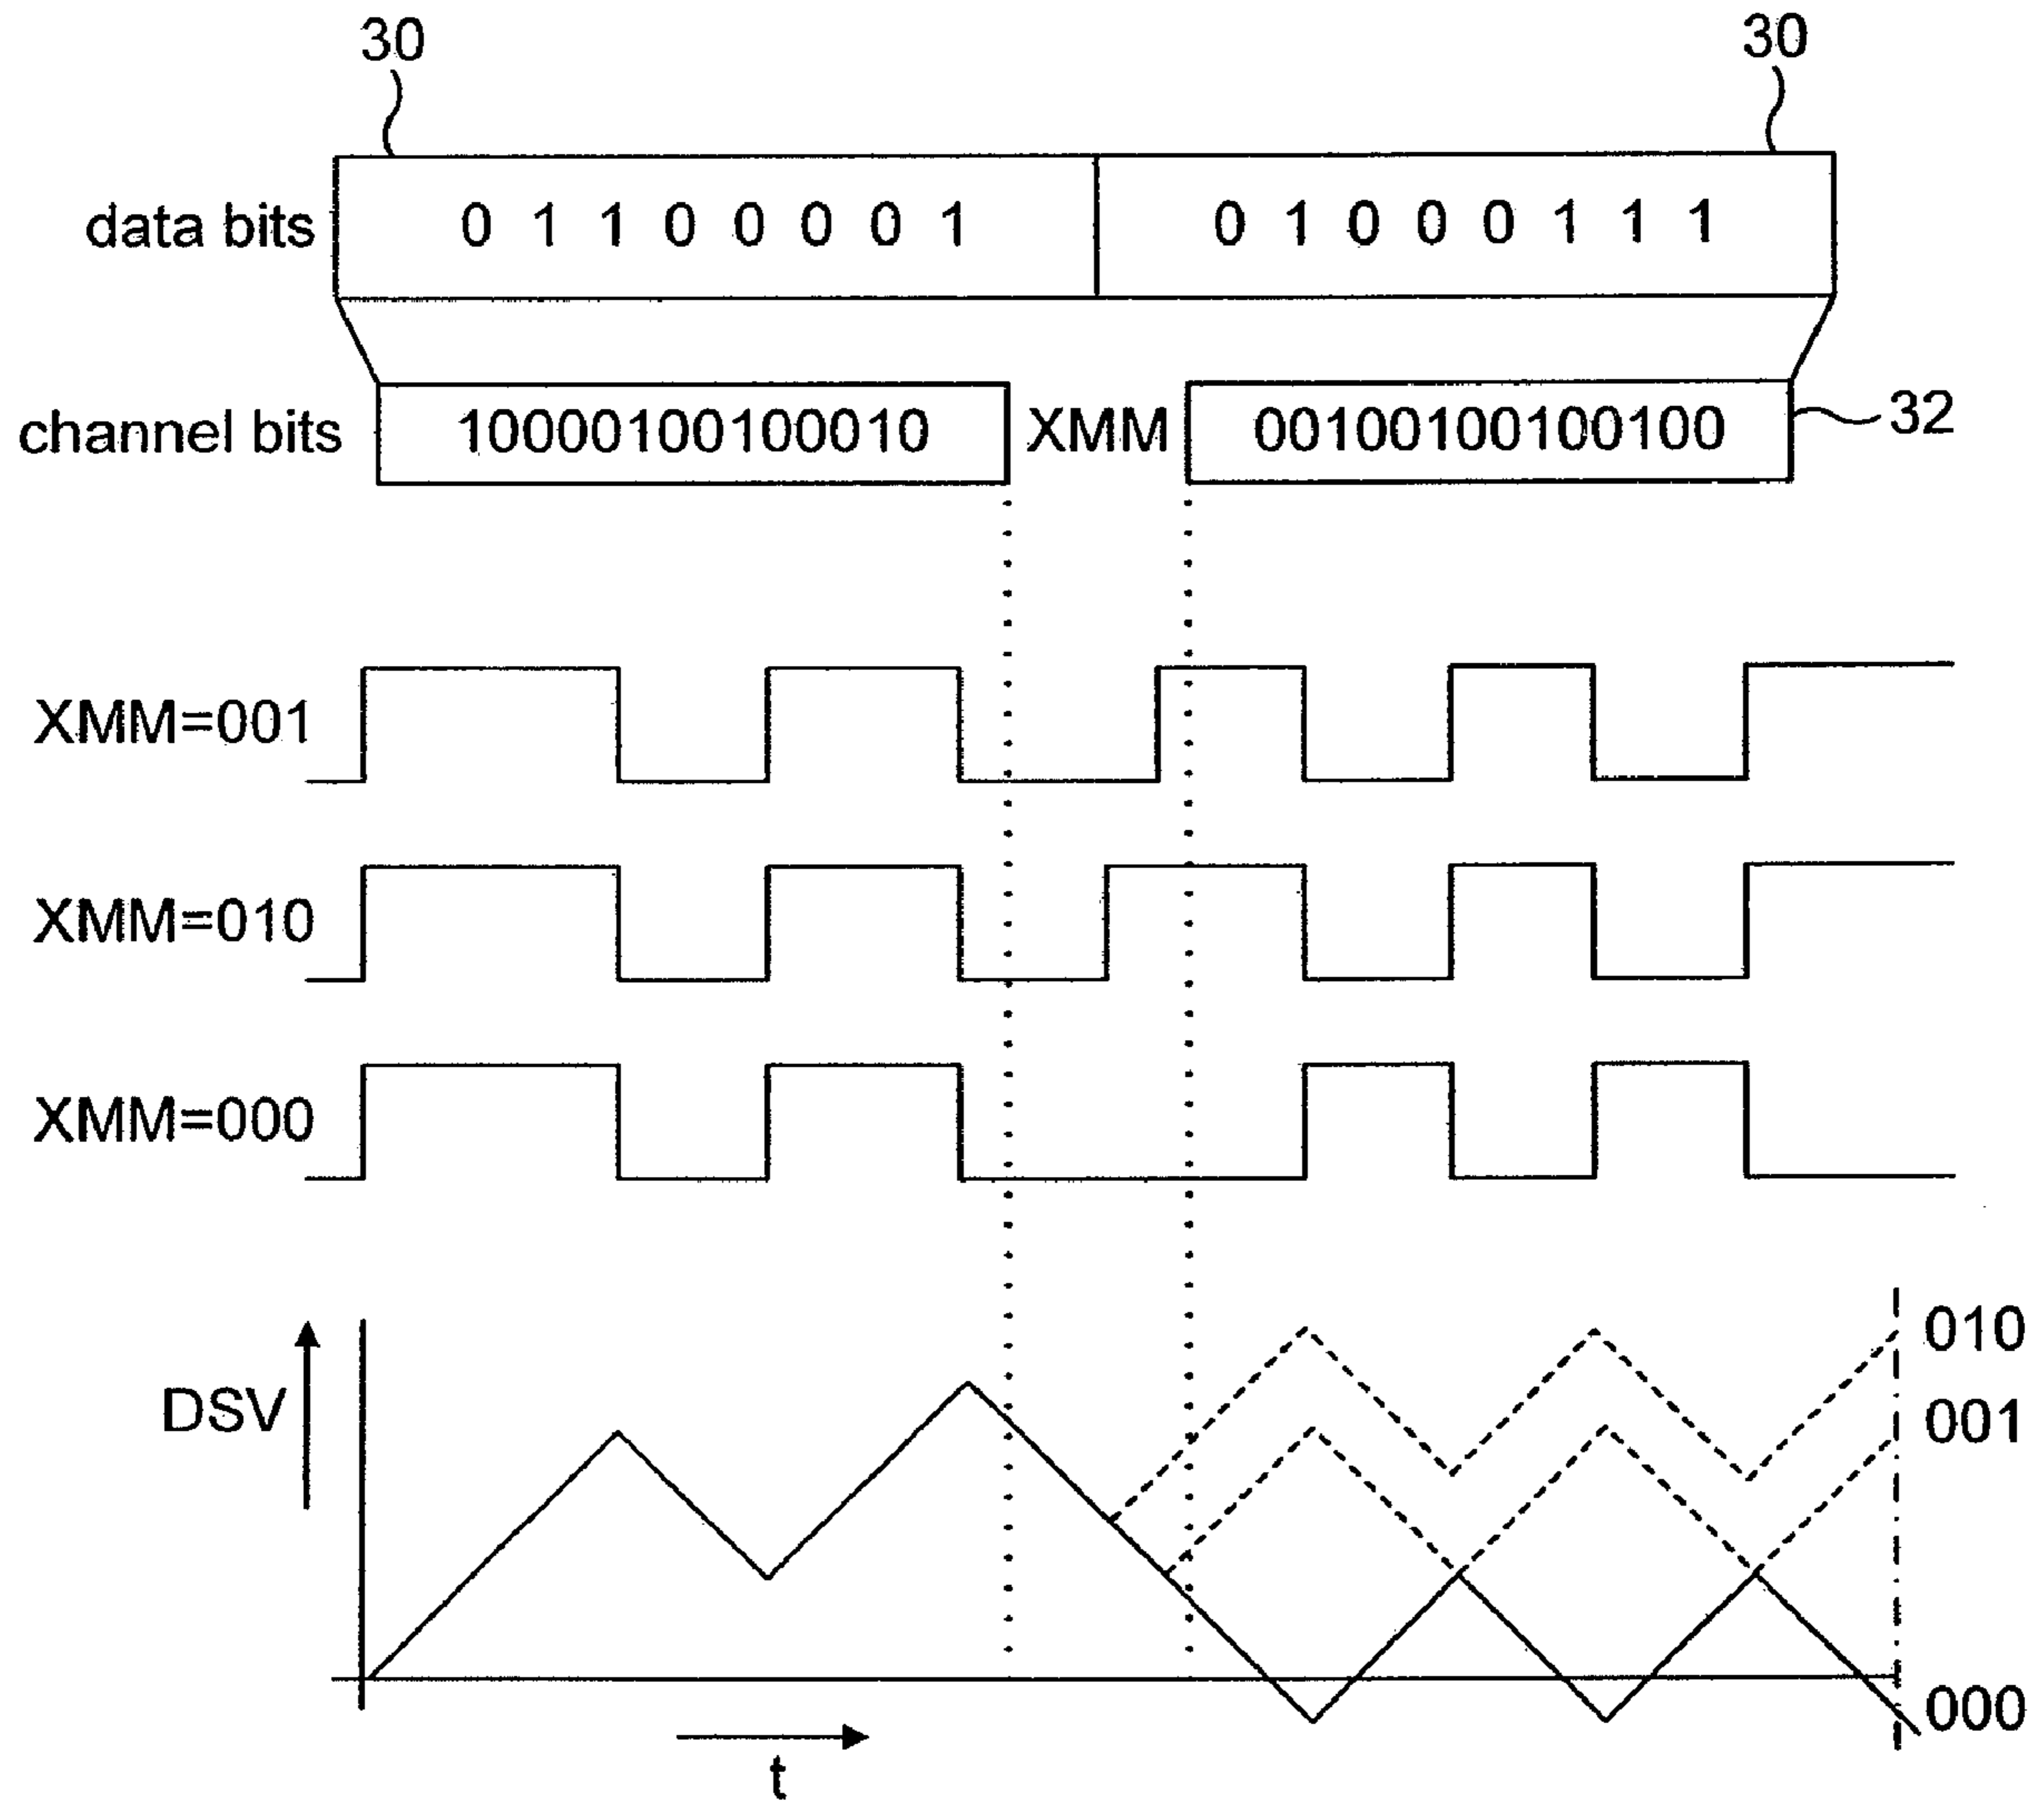 30 30
data bits 0 1 1 0 0 0 0 1 0 1 0 0 0 1 1 1
channel bits 10000100100010 XMM 00100100100100 32
XMM=001
XMM=010
XMM=000
010
DSV
001
000
t